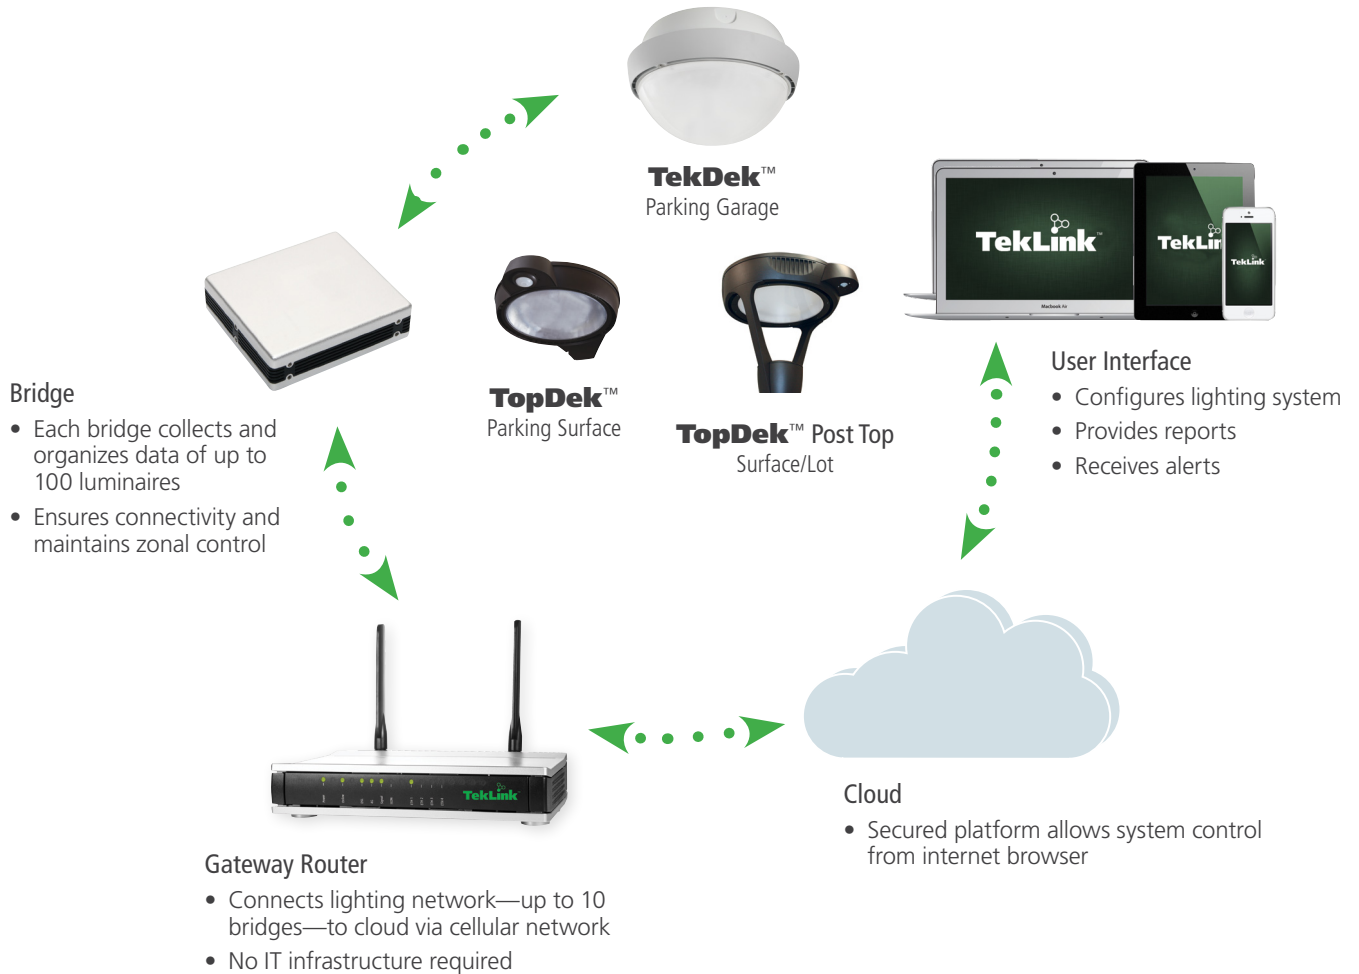 TekDek™
Parking Garage
TekLink™
TekLin
TekLink
Macbook Air
TopDek™
Parking Surface
TopDek™ Post Top
Surface/Lot
User Interface
• Configures lighting system
• Provides reports
• Receives alerts
Bridge
• Each bridge collects and
organizes data of up to
100 luminaires
• Ensures connectivity and
maintains zonal control
TekLink
Gateway Router
• Connects lighting network—up to 10
bridges—to cloud via cellular network
• No IT infrastructure required
Cloud
• Secured platform allows system control
from internet browser